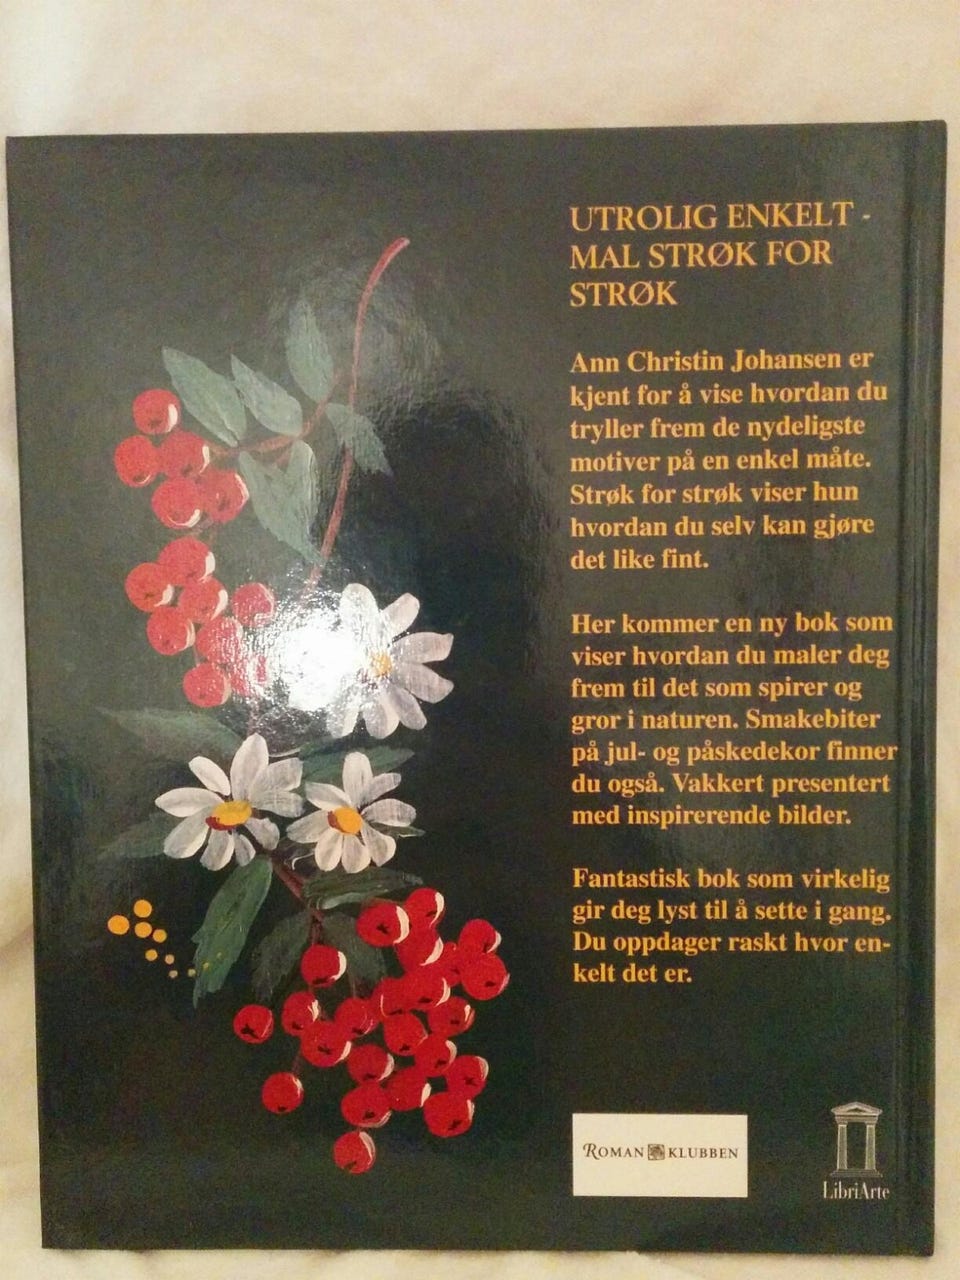 UTROLIG ENKELT -
MAL STRØK FOR
STRØK
Ann Christin Johansen er
kjent for å vise hvordan du
tryller frem de nydeligste
motiver på en enkel måte.
Strøk for strøk viser hun
hvordan du selv kan gjøre
det like fint.
Her kommer en ny bok som
viser hvordan du maler deg
frem til det som spirer og
gror i naturen. Smakebiter
på jul- og påskedekor finner
du også. Vakkert presentert
med inspirerende bilder.
Fantastisk bok som virkelig
gir deg lyst til å sette i gang.
Du oppdager raskt hvor en-
kelt det er.
ROMAN KLUBBEN
LibriArte